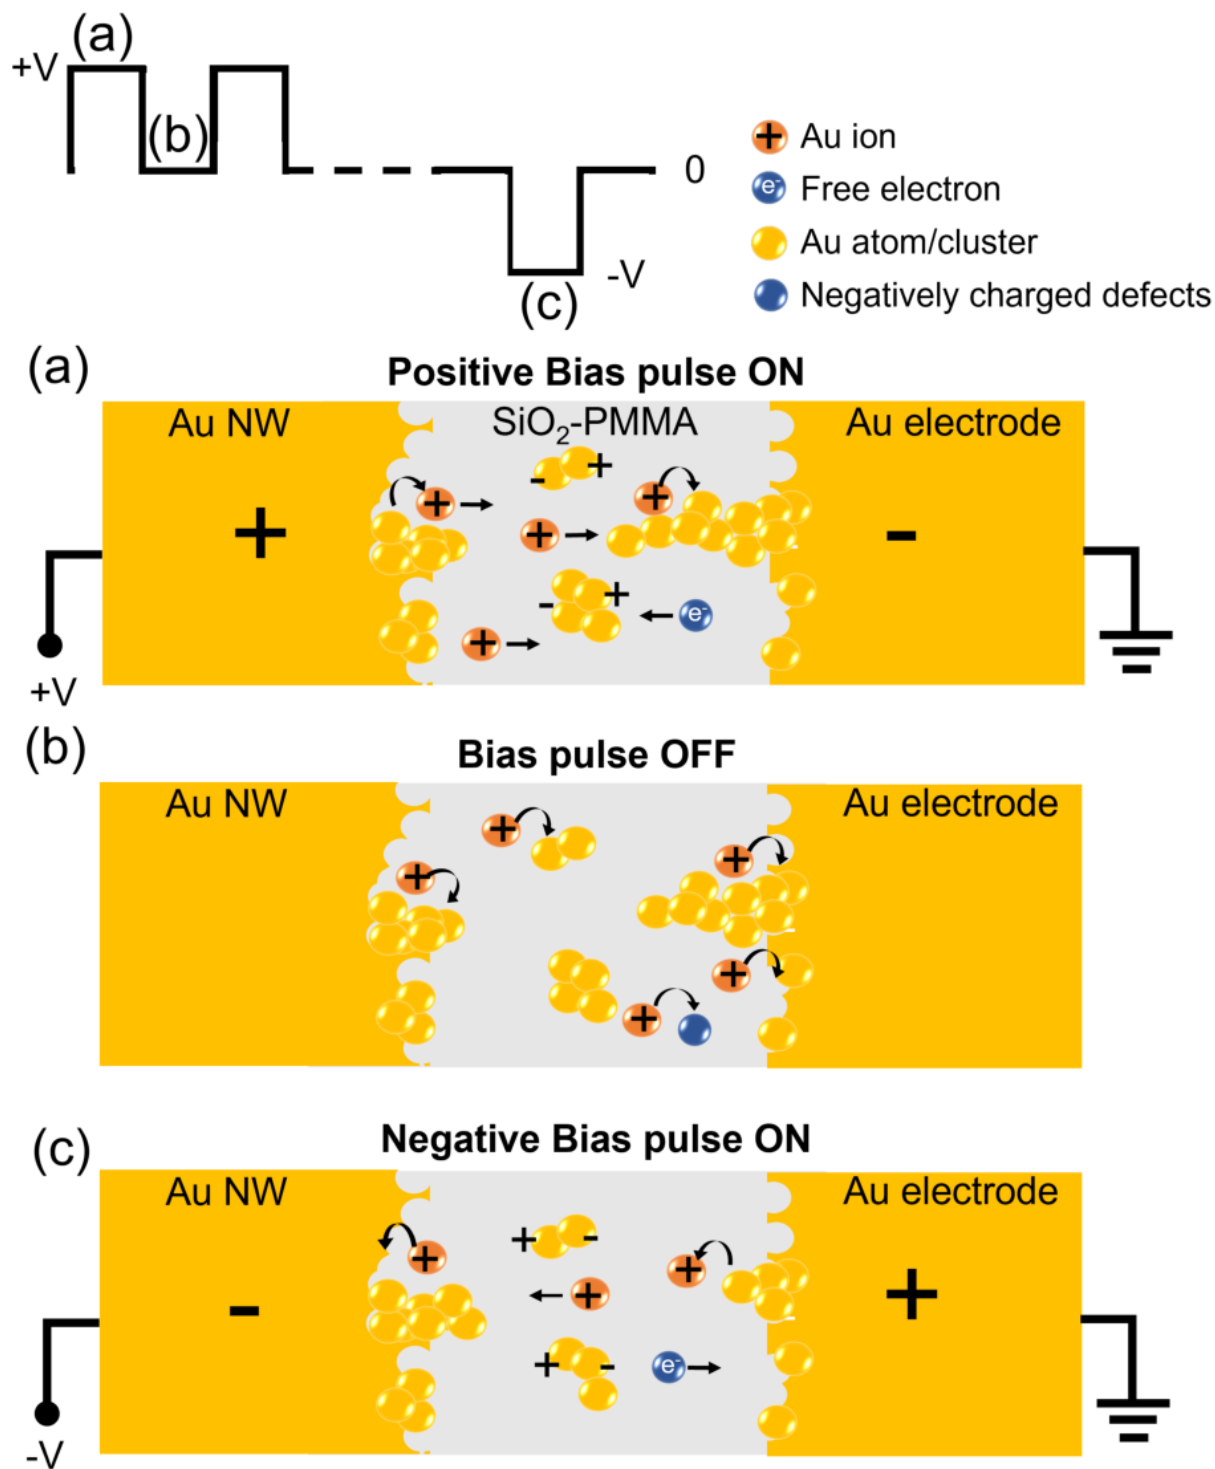 (a)
+V
(b)
0
-V
(c)
+ Au ion
e- Free electron
Au atom/cluster
Negatively charged defects
(a)
Positive Bias pulse ON
Au NW
SiO2-PMMA
Au electrode
+
-
+
+
+
-
+
+
-
+
e-
+
+V
(b)
Bias pulse OFF
Au NW
Au electrode
+
+
+
+
+
(c)
Negative Bias pulse ON
Au NW
Au electrode
+
-
+
+
-
+
+
+
-
e-
-V